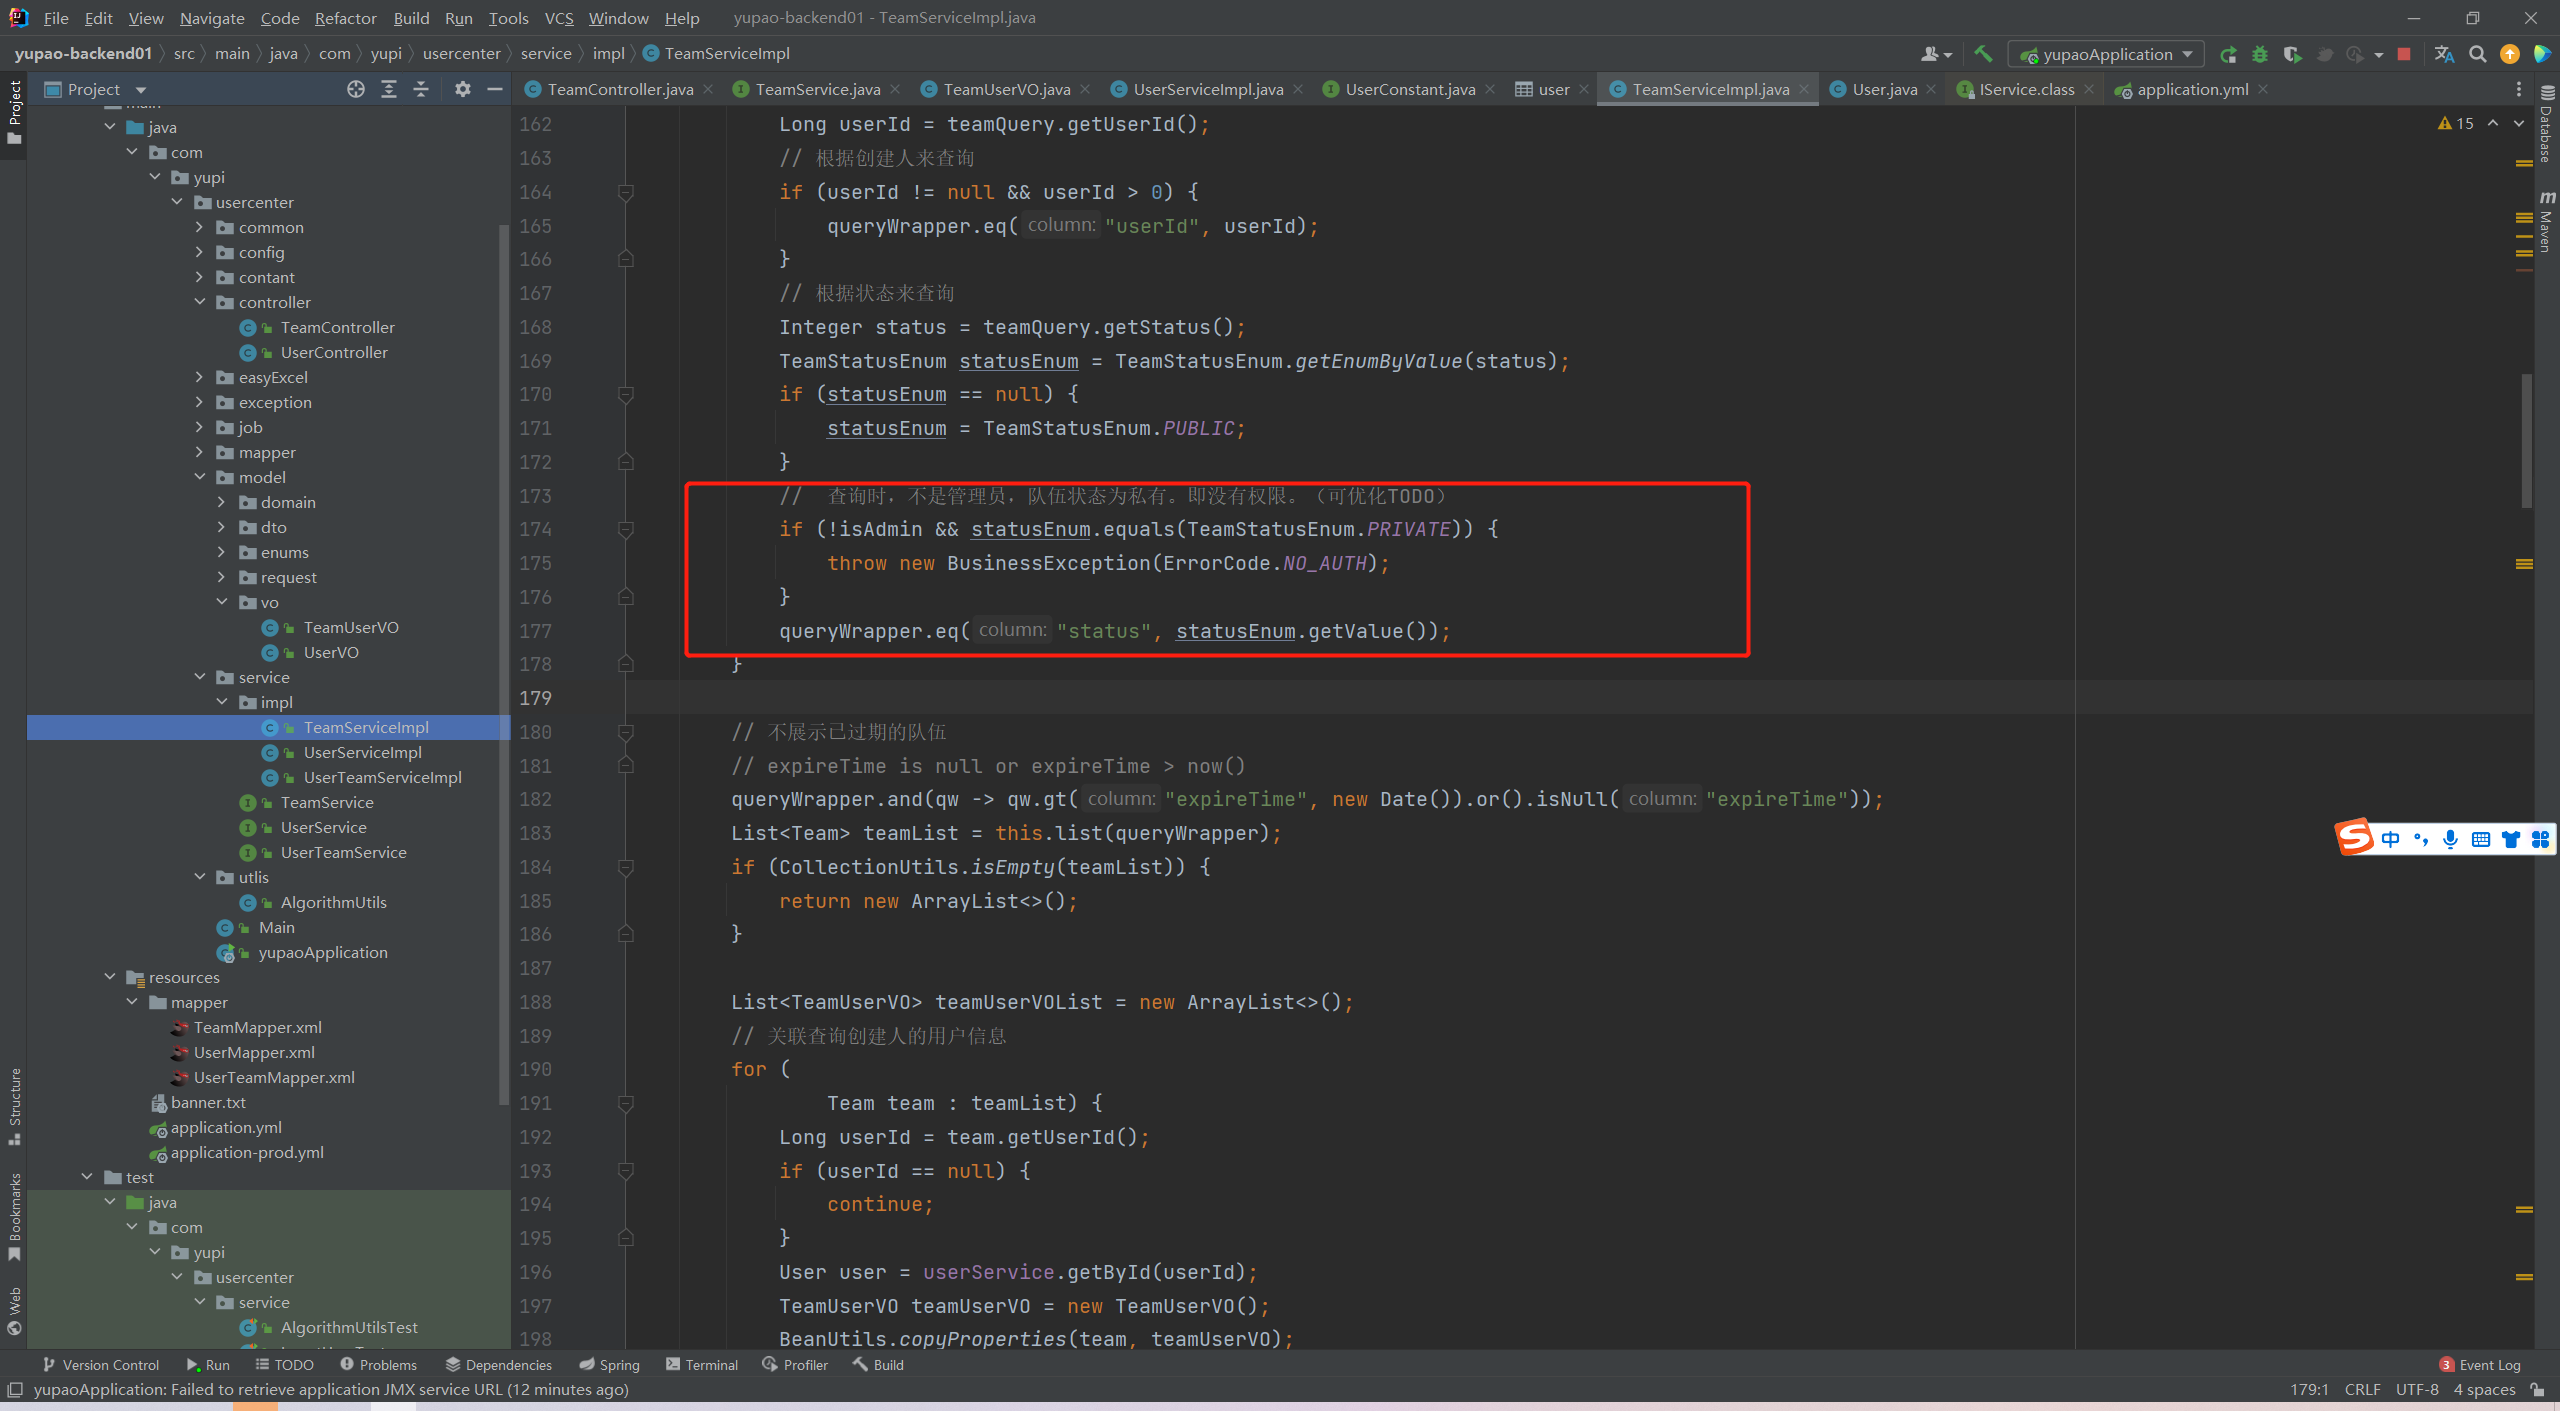 File Edit View Navigate Code Refactor Build Run Tools VCS Window Help yupao-backend01 - TeamServiceImpl.java
yupao-backend01 src main java com yupi usercenter service impl TeamServiceImpl
yupaoApplication
Project
TeamController.java TeamService.java TeamUserVO.java UserServiceImpl.java UserConstant.java user TeamServiceImpl.java User.java IService.class application.yml
Project
Structure
Bookmarks
Web
java
com
yupi
usercenter
common
config
contant
controller
TeamController
UserController
easyExcel
exception
job
mapper
model
domain
dto
enums
request
vo
TeamUserVO
UserVO
service
impl
TeamServiceImpl
UserServiceImpl
UserTeamServiceImpl
TeamService
UserService
UserTeamService
utlis
AlgorithmUtils
Main
yupaoApplication
resources
mapper
TeamMapper.xml
UserMapper.xml
UserTeamMapper.xml
banner.txt
application.yml
application-prod.yml
test
java
com
yupi
usercenter
service
AlgorithmUtilsTest
162 Long userId = teamQuery.getUserId();
163 // 根据创建人来查询
164 if (userId != null && userId > 0) {
165 queryWrapper.eq( column: "userId", userId);
166 }
167 // 根据状态来查询
168 Integer status = teamQuery.getStatus();
169 TeamStatusEnum statusEnum = TeamStatusEnum.getEnumByValue(status);
170 if (statusEnum == null) {
171 statusEnum = TeamStatusEnum.PUBLIC;
172 }
173 // 查询时，不是管理员，队伍状态为私有。即没有权限。（可优化TODO）
174 if (!isAdmin && statusEnum.equals(TeamStatusEnum.PRIVATE)) {
175 throw new BusinessException(ErrorCode.NO_AUTH);
176 }
177 queryWrapper.eq( column: "status", statusEnum.getValue());
178 }
179
180 // 不展示已过期的队伍
181 // expireTime is null or expireTime > now()
182 queryWrapper.and(qw -> qw.gt( column: "expireTime", new Date()).or().isNull( column: "expireTime"));
183 List<Team> teamList = this.list(queryWrapper);
184 if (CollectionUtils.isEmpty(teamList)) {
185 return new ArrayList<>();
186 }
187
188 List<TeamUserVO> teamUserVOList = new ArrayList<>();
189 // 关联查询创建人的用户信息
190 for (
191 Team team : teamList) {
192 Long userId = team.getUserId();
193 if (userId == null) {
194 continue;
195 }
196 User user = userService.getById(userId);
197 TeamUserVO teamUserVO = new TeamUserVO();
198 BeanUtils.copyProperties(team, teamUserVO);
15
Database
Maven
中
Version Control Run TODO Problems Dependencies Spring Terminal Profiler Build 3 Event Log
yupaoApplication: Failed to retrieve application JMX service URL (12 minutes ago) 179:1 CRLF UTF-8 4 spaces